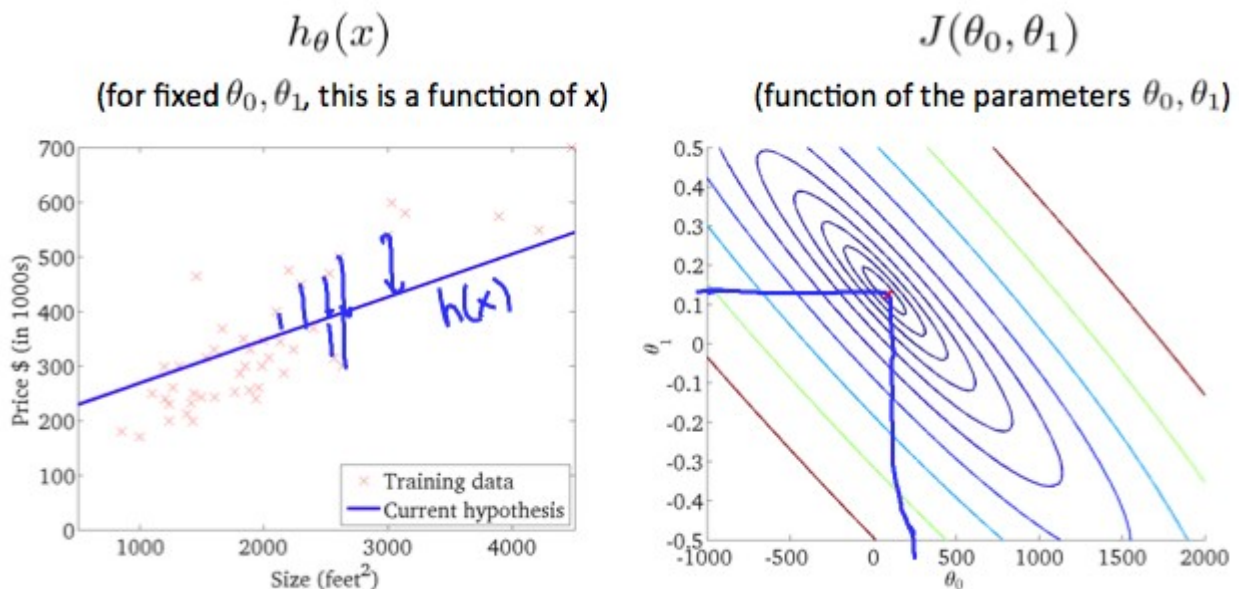 hθ(x)
(for fixed θ0, θ1, this is a function of x)
700
600
500
400
300
200
100
0
Price $ (in 1000s)
h(x)
Training data
Current hypothesis
1000 2000 3000 4000
Size (feet²)
J(θ0, θ1)
(function of the parameters θ0, θ1)
0.5
0.4
0.3
0.2
0.1
0
-0.1
-0.2
-0.3
-0.4
-0.5
θ1
-1000 -500 0 500 1000 1500 2000
θ0